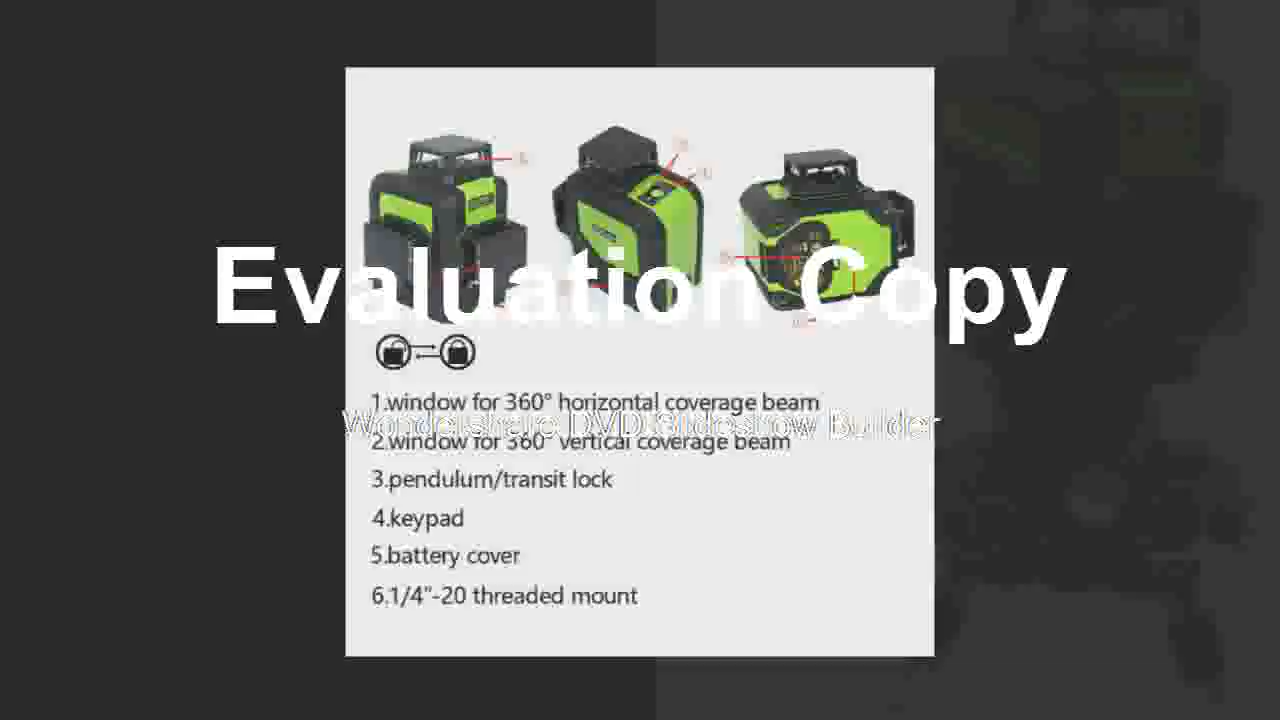 Evaluation Copy
1.window for 360° horizontal coverage beam
Wondershare DVD Slideshow Builder
2.window for 360° vertical coverage beam
3.pendulum/transit lock
4.keypad
5.battery cover
6.1/4"-20 threaded mount